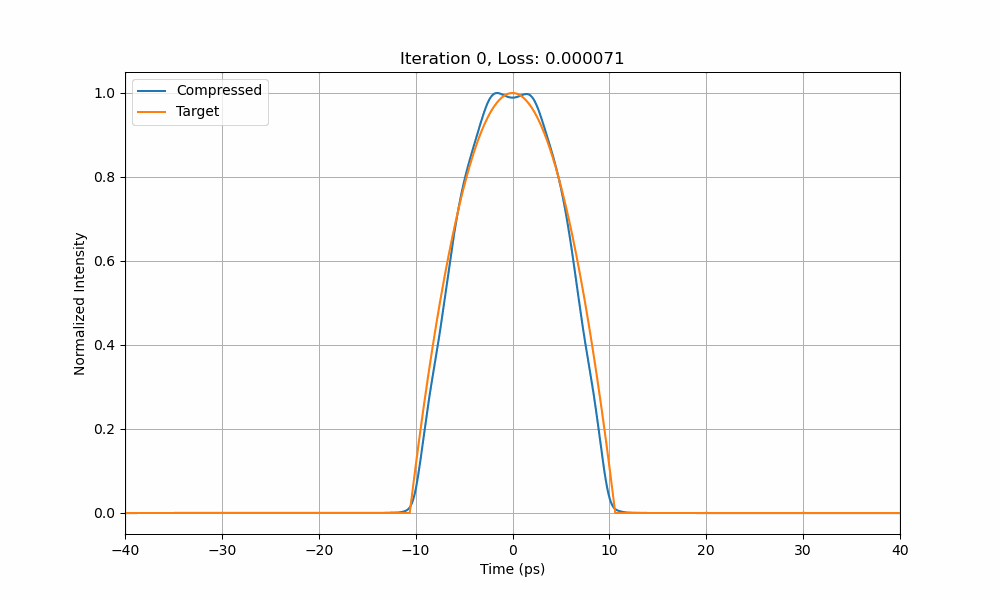 Iteration 0, Loss: 0.000071
Compressed
Target
Normalized Intensity
1.0
0.8
0.6
0.4
0.2
0.0
−40 −30 −20 −10 0 10 20 30 40
Time (ps)